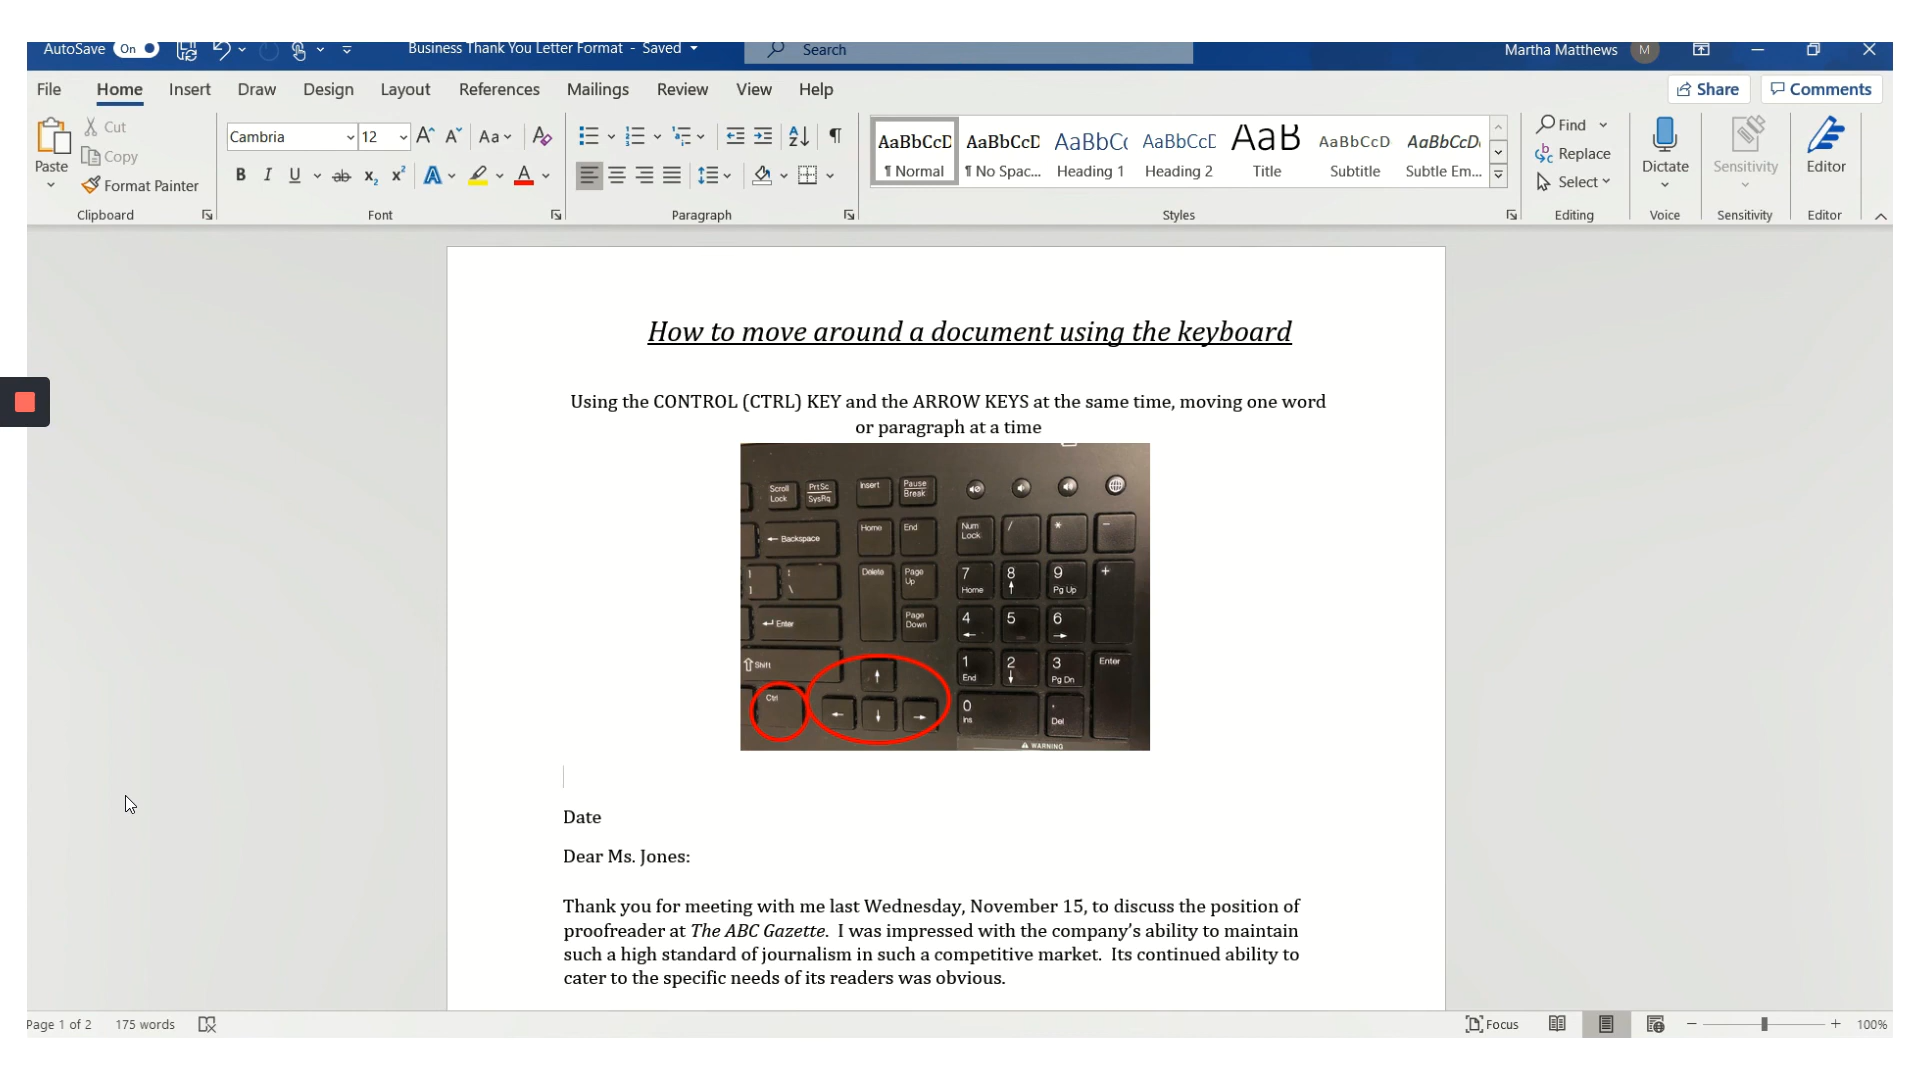 AutoSave On Business Thank You Letter Format - Saved Search Martha Matthews M
File Home Insert Draw Design Layout References Mailings Review View Help Share Comments
Paste Cut
Copy
Format Painter
Clipboard
Cambria 12 Aa
B I U ab x2 x2 A A
Font
Paragraph
AaBbCcD AaBbCcD AaBbC AaBbCcD AaB AaBbCcD AaBbCcD
¶ Normal ¶ No Spac... Heading 1 Heading 2 Title Subtitle Subtle Em...
Styles
Find
Replace
Select
Editing
Dictate
Voice
Sensitivity
Sensitivity
Editor
Editor
How to move around a document using the keyboard
Using the CONTROL (CTRL) KEY and the ARROW KEYS at the same time, moving one word
or paragraph at a time
Scroll Lock PrtSc SysRq Insert Pause Break
← Backspace Home End Num Lock / * -
\ Delete Page Up 7 Home 8 ↑ 9 Pg Up +
↵ Enter Page Down 4 ← 5 6 →
⇧ Shift ↑ 1 End 2 ↓ 3 Pg Dn Enter
Ctrl ← ↓ → 0 Ins . Del
⚠ WARNING
Date
Dear Ms. Jones:
Thank you for meeting with me last Wednesday, November 15, to discuss the position of
proofreader at The ABC Gazette. I was impressed with the company’s ability to maintain
such a high standard of journalism in such a competitive market. Its continued ability to
cater to the specific needs of its readers was obvious.
Page 1 of 2 175 words Focus 100%